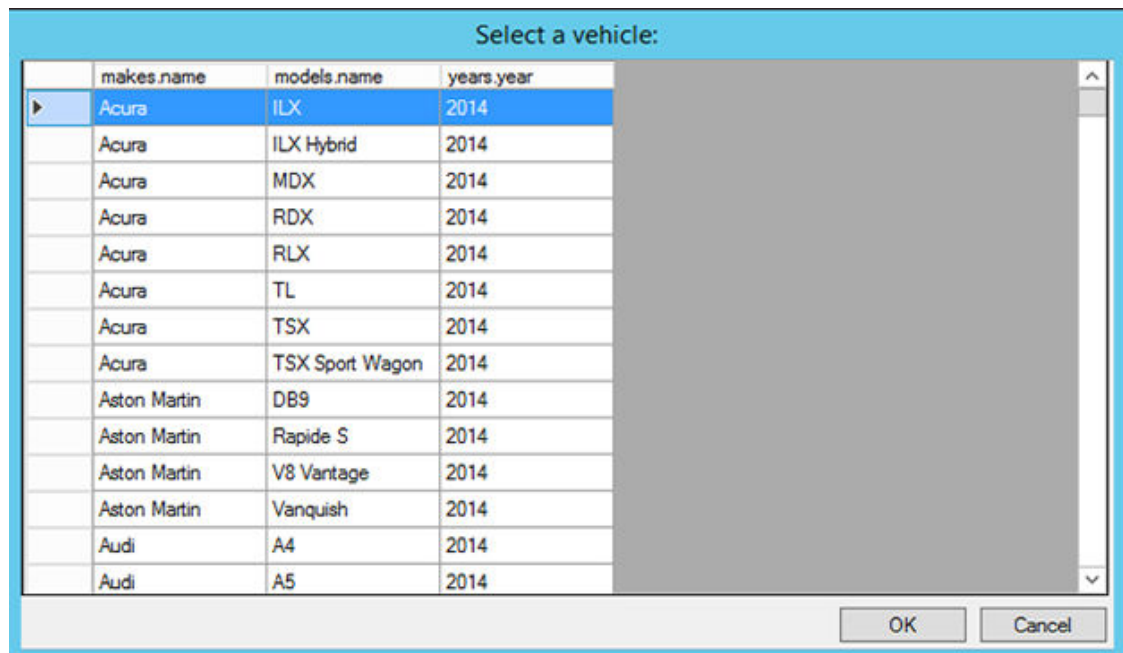 Select a vehicle:
makes.name models.name years.year
Acura ILX 2014
Acura ILX Hybrid 2014
Acura MDX 2014
Acura RDX 2014
Acura RLX 2014
Acura TL 2014
Acura TSX 2014
Acura TSX Sport Wagon 2014
Aston Martin DB9 2014
Aston Martin Rapide S 2014
Aston Martin V8 Vantage 2014
Aston Martin Vanquish 2014
Audi A4 2014
Audi A5 2014
OK Cancel